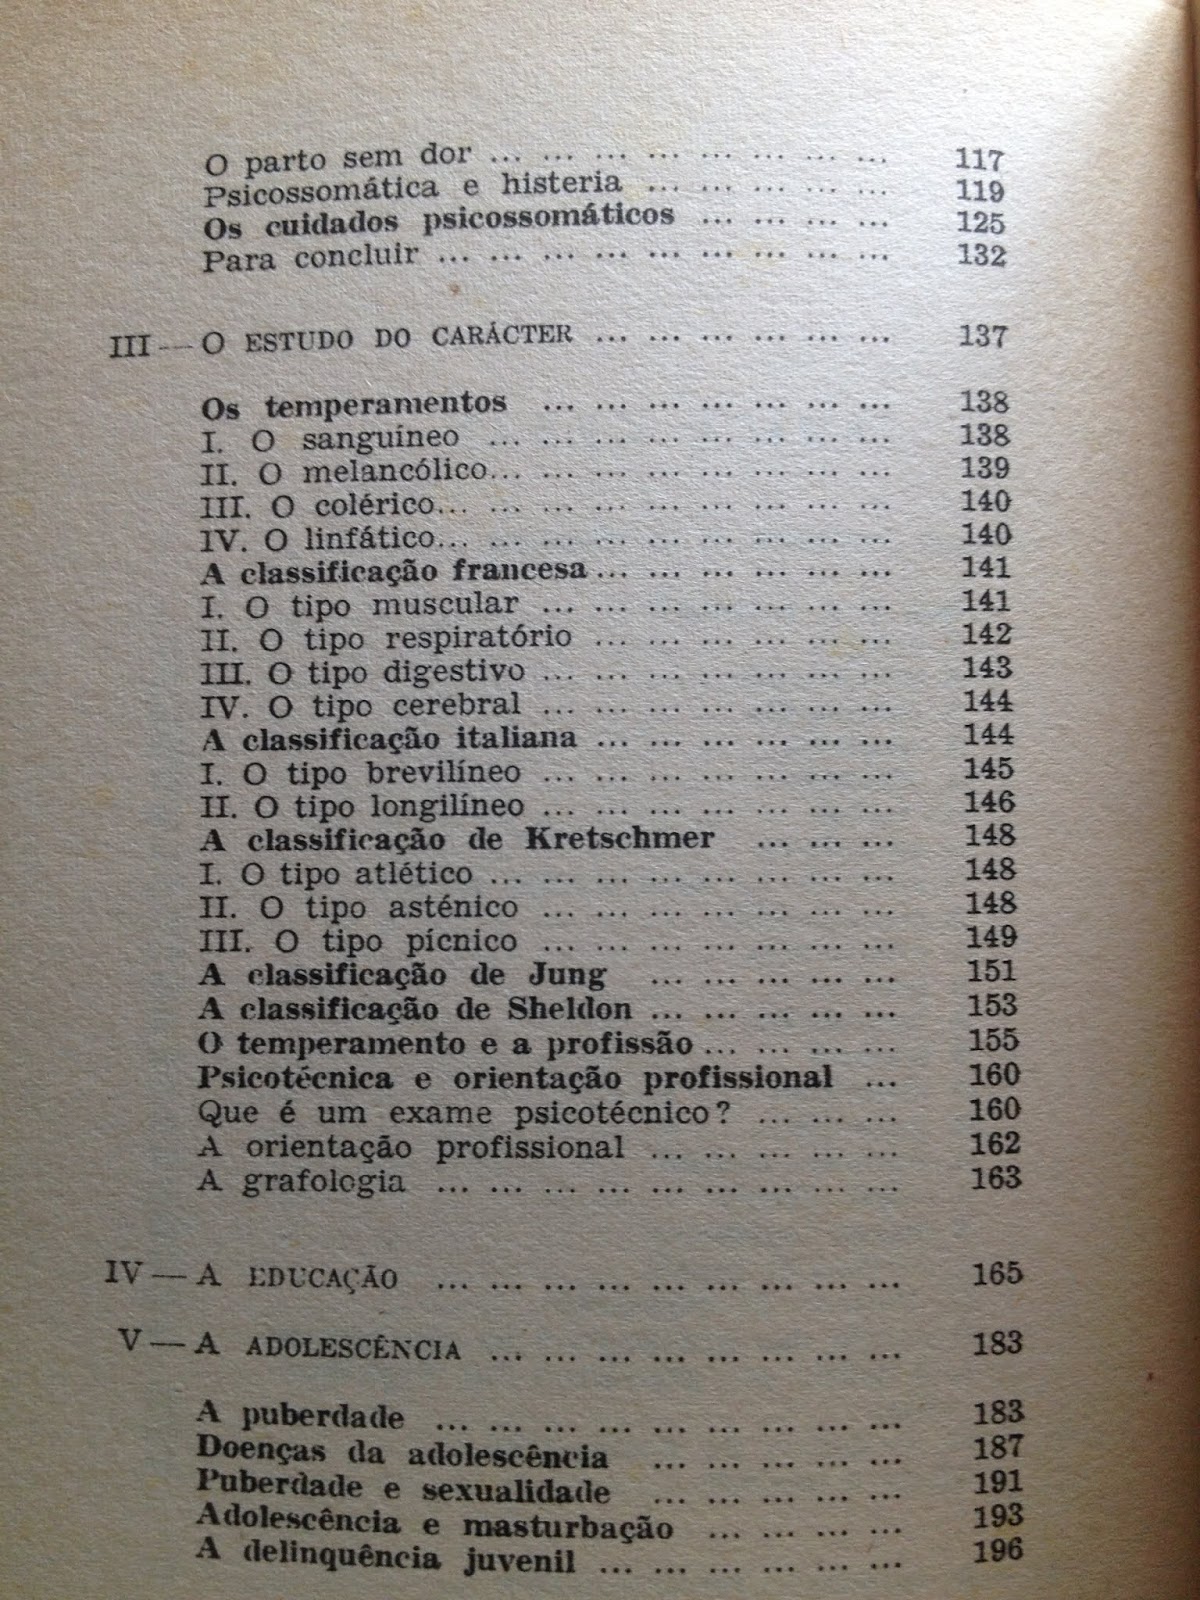 O parto sem dor ... ... ... ... ... ... ... ... 117
Psicossomática e histeria ... ... ... ... ... 119
Os cuidados psicossomáticos ... ... ... ... 125
Para concluir ... ... ... ... ... ... ... ... ... 132
III — O ESTUDO DO CARÁCTER ... ... ... ... ... ... 137
Os temperamentos ... ... ... ... ... ... ... 138
I. O sanguíneo ... ... ... ... ... ... ... ... 138
II. O melancólico... ... ... ... ... ... ... ... 139
III. O colérico... ... ... ... ... ... ... ... ... 140
IV. O linfático... ... ... ... ... ... ... ... ... 140
A classificação francesa... ... ... ... ... ... 141
I. O tipo muscular ... ... ... ... ... ... ... 141
II. O tipo respiratório ... ... ... ... ... ... 142
III. O tipo digestivo ... ... ... ... ... ... ... 143
IV. O tipo cerebral ... ... ... ... ... ... ... 144
A classificação italiana ... ... ... ... ... ... 144
I. O tipo brevilíneo ... ... ... ... ... ... ... 145
II. O tipo longilíneo ... ... ... ... ... ... ... 146
A classificação de Kretschmer ... ... ... 148
I. O tipo atlético ... ... ... ... ... ... ... ... 148
II. O tipo asténico ... ... ... ... ... ... ... 148
III. O tipo pícnico ... ... ... ... ... ... ... 149
A classificação de Jung ... ... ... ... ... 151
A classificação de Sheldon ... ... ... ... ... 153
O temperamento e a profissão ... ... ... ... 155
Psicotécnica e orientação profissional ... 160
Que é um exame psicotécnico? ... ... ... 160
A orientação profissional ... ... ... ... ... 162
A grafologia ... ... ... ... ... ... ... ... ... 163
IV — A EDUCAÇÃO ... ... ... ... ... ... ... ... ... 165
V — A ADOLESCÊNCIA ... ... ... ... ... ... ... ... 183
A puberdade ... ... ... ... ... ... ... ... ... 183
Doenças da adolescência ... ... ... ... ... 187
Puberdade e sexualidade ... ... ... ... ... 191
Adolescência e masturbação ... ... ... ... 193
A delinquência juvenil ... ... ... ... ... ... 196